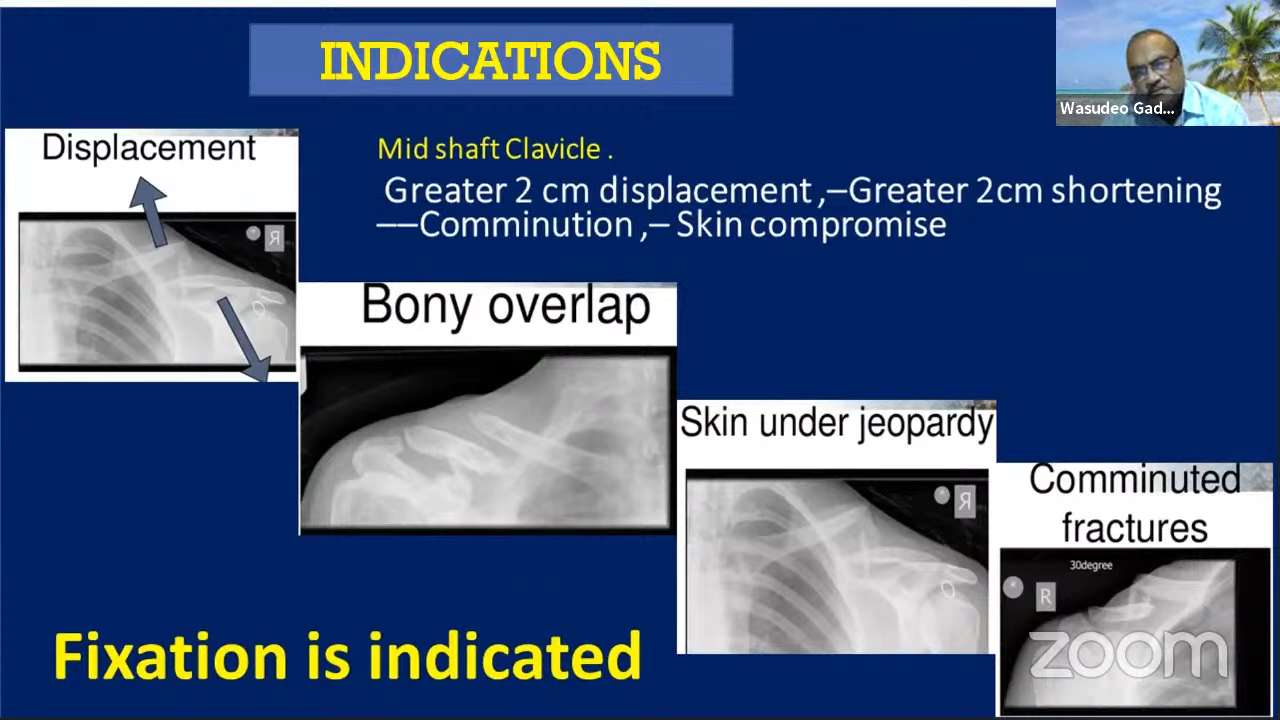 INDICATIONS
Wasudeo Gad...
Displacement
Mid shaft Clavicle .
Greater 2 cm displacement ,–Greater 2cm shortening
––Comminution ,– Skin compromise
R
Bony overlap
Skin under jeopardy
R
Comminuted
fractures
30degree
R
zoom
Fixation is indicated